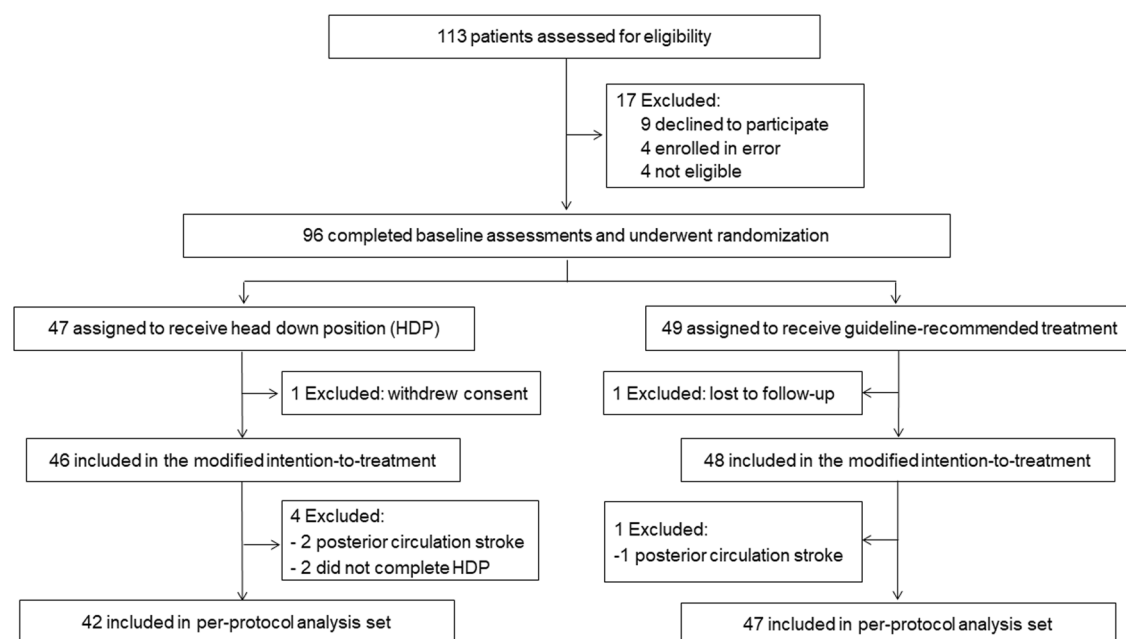 113 patients assessed for eligibility
17 Excluded:
9 declined to participate
4 enrolled in error
4 not eligible
96 completed baseline assessments and underwent randomization
47 assigned to receive head down position (HDP)
49 assigned to receive guideline-recommended treatment
1 Excluded: withdrew consent
1 Excluded: lost to follow-up
46 included in the modified intention-to-treatment
48 included in the modified intention-to-treatment
4 Excluded:
- 2 posterior circulation stroke
- 2 did not complete HDP
1 Excluded:
-1 posterior circulation stroke
42 included in per-protocol analysis set
47 included in per-protocol analysis set